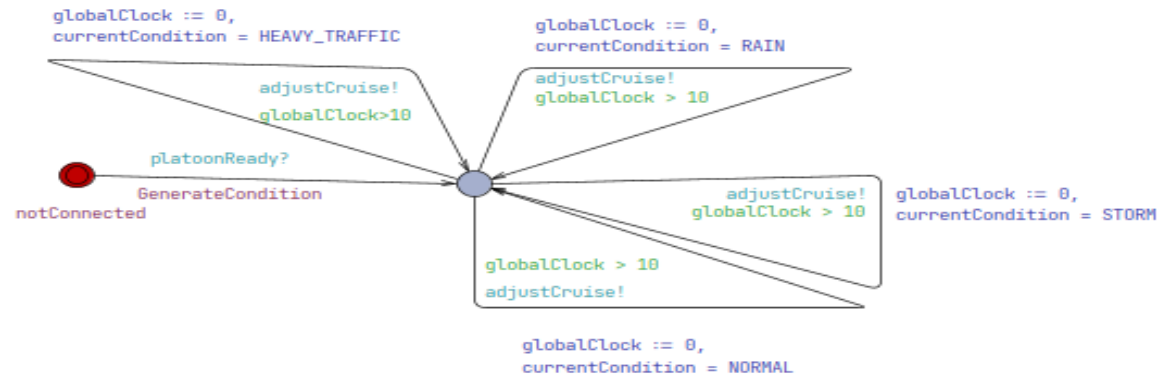 globalClock := 0,
currentCondition = HEAVY_TRAFFIC
globalClock := 0,
currentCondition = RAIN
adjustCruise!
globalClock>10
adjustCruise!
globalClock > 10
platoonReady?
GenerateCondition
notConnected
adjustCruise!
globalClock > 10
globalClock := 0,
currentCondition = STORM
globalClock > 10
adjustCruise!
globalClock := 0,
currentCondition = NORMAL